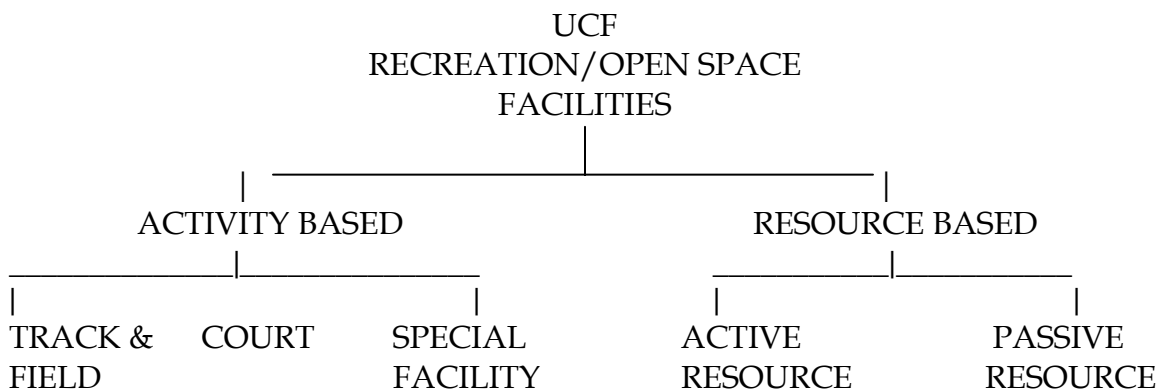 UCF
RECREATION/OPEN SPACE
FACILITIES
ACTIVITY BASED RESOURCE BASED
TRACK & COURT SPECIAL ACTIVE PASSIVE
FIELD FACILITY RESOURCE RESOURCE